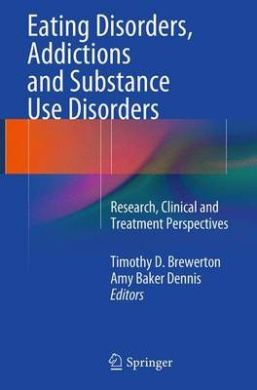 Eating Disorders,
Addictions
and Substance
Use Disorders
Research, Clinical and
Treatment Perspectives
Timothy D. Brewerton
Amy Baker Dennis
Editors
Springer